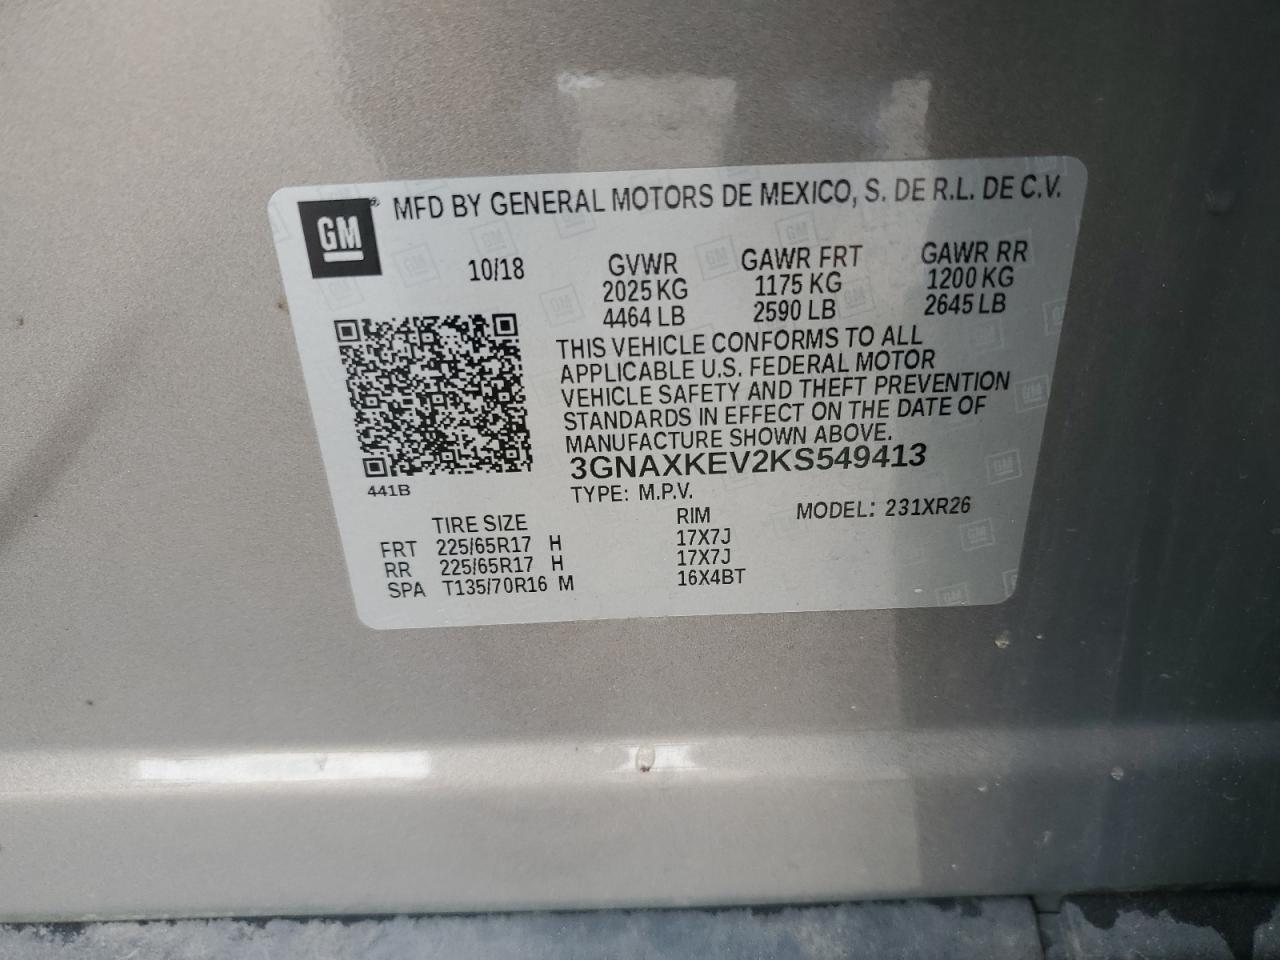 GM
MFD BY GENERAL MOTORS DE MEXICO, S. DE R.L. DE C.V.
10/18 GVWR GAWR FRT GAWR RR
2025 KG 1175 KG 1200 KG
4464 LB 2590 LB 2645 LB
THIS VEHICLE CONFORMS TO ALL
APPLICABLE U.S. FEDERAL MOTOR
VEHICLE SAFETY AND THEFT PREVENTION
STANDARDS IN EFFECT ON THE DATE OF
MANUFACTURE SHOWN ABOVE.
3GNAXKEV2KS549413
441B
TYPE: M.P.V.
MODEL: 231XR26
TIRE SIZE RIM
FRT 225/65R17 H 17X7J
RR 225/65R17 H 17X7J
SPA T135/70R16 M 16X4BT